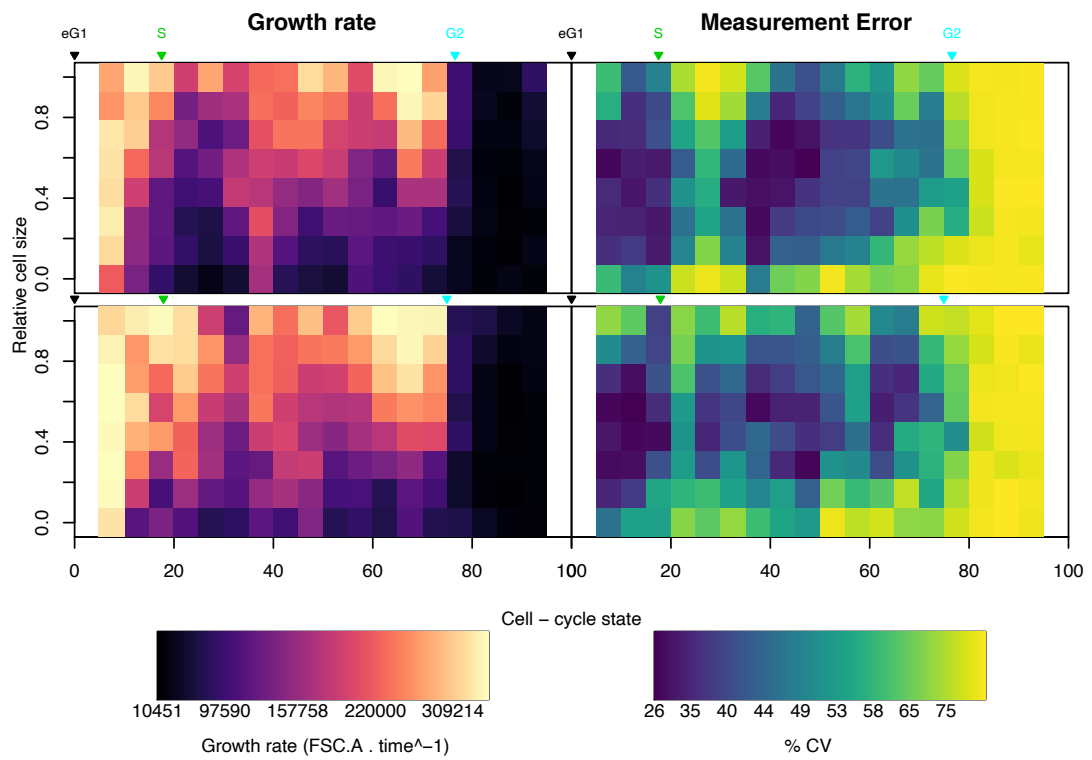 Growth rate
Measurement Error
eG1
S
G2
eG1
S
G2
Relative cell size
0.0
0.4
0.8
0.0
0.4
0.8
0
20
40
60
80
100
0
20
40
60
80
100
Cell − cycle state
10451
97590
157758
220000
309214
Growth rate (FSC.A . time^−1)
26
35
40
44
49
53
58
65
75
% CV